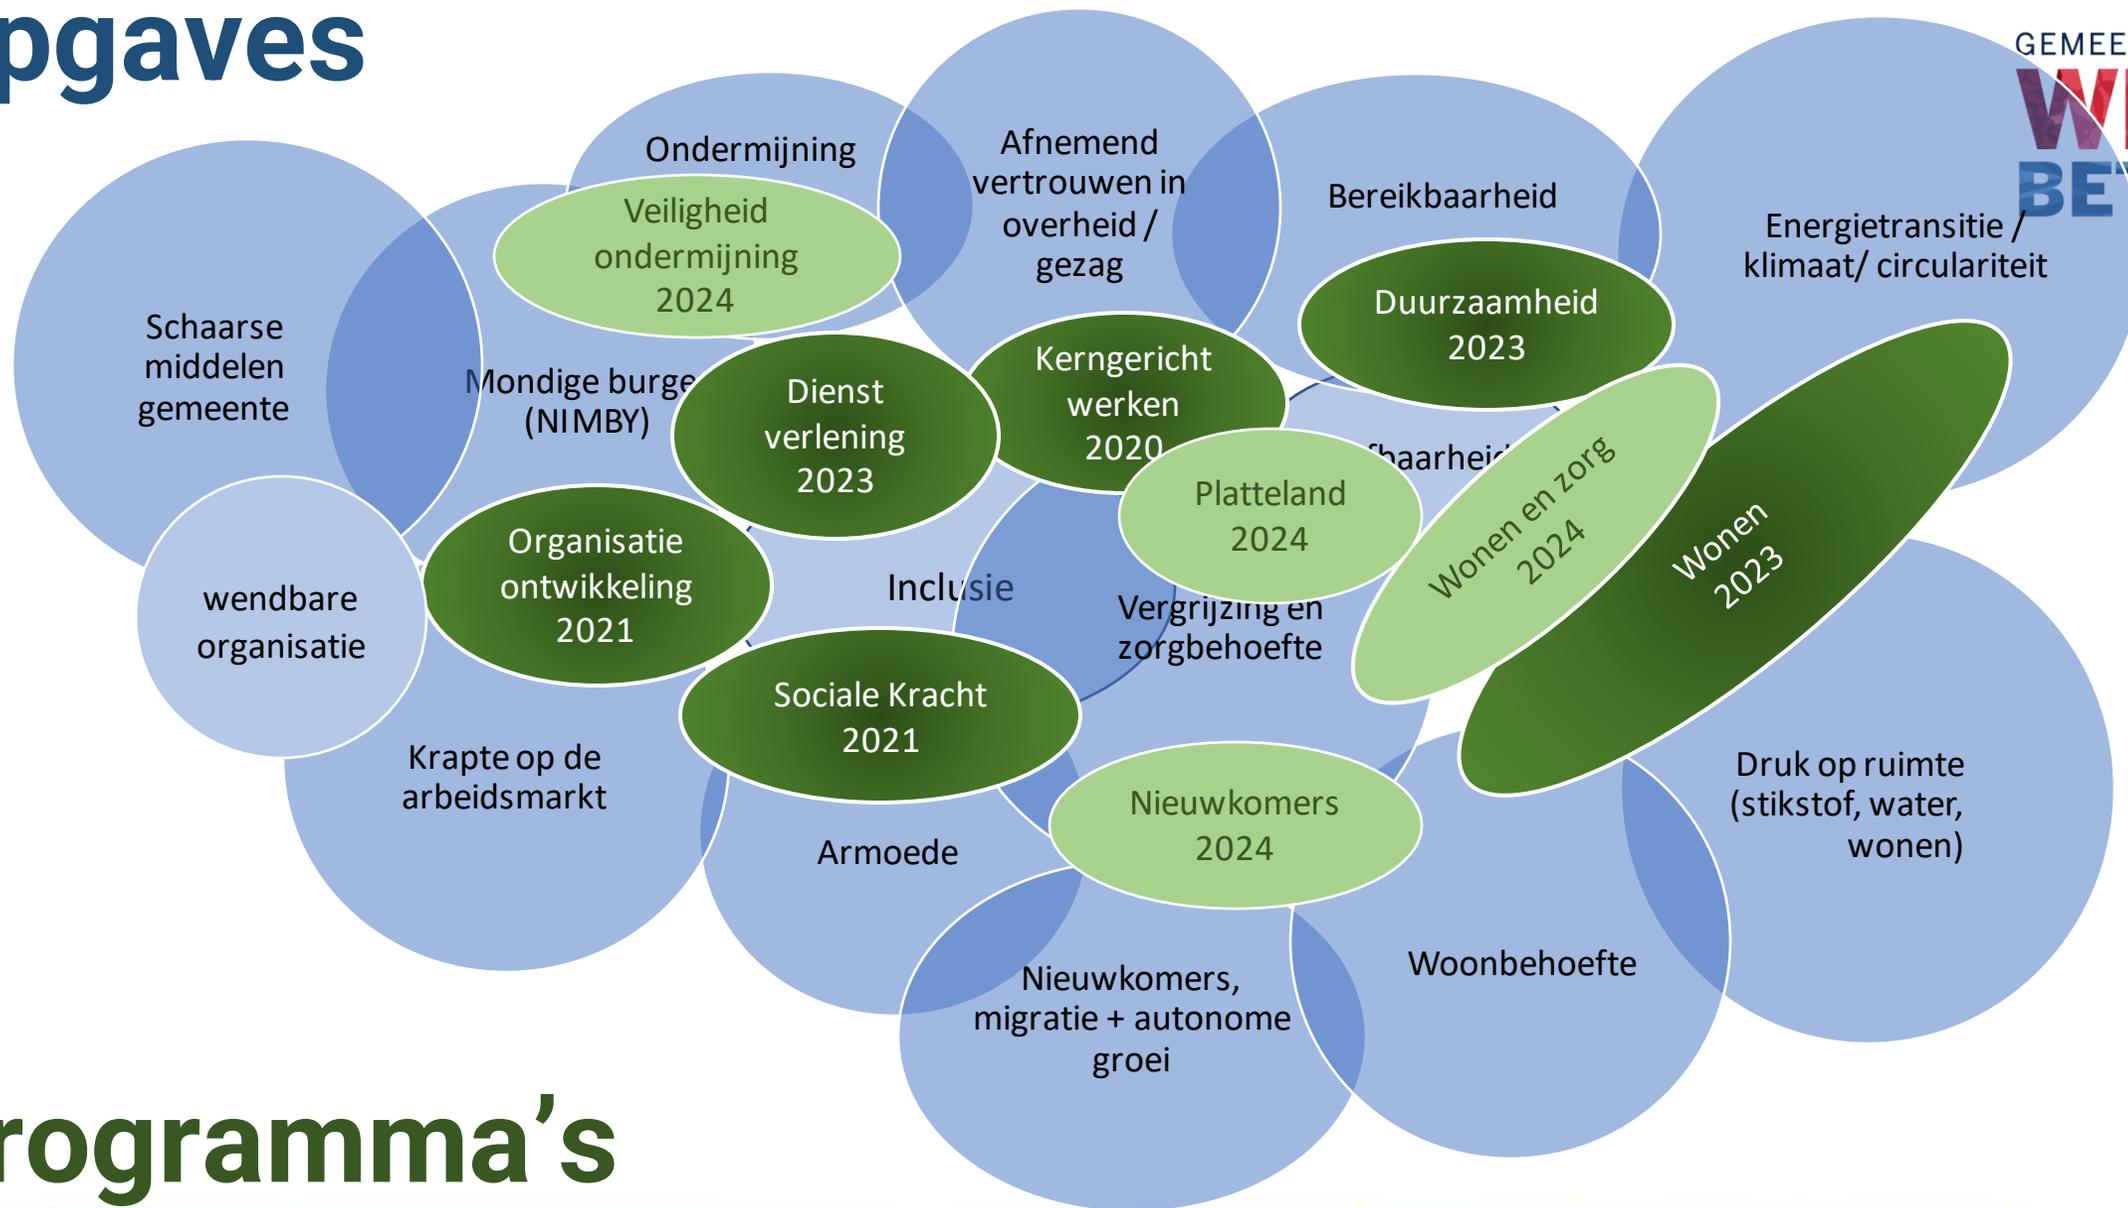 pgaves
GEMEE
WE
BET
Ondermijning
Afnemend
vertrouwen in
overheid /
gezag
Bereikbaarheid
Energietransitie /
klimaat/ circulariteit
Veiligheid
ondermijning
2024
Schaarse
middelen
gemeente
Mondige burge
(NIMBY)
Dienst
verlening
2023
Kerngericht
werken
2020
Duurzaamheid
2023
baarheid
Platteland
2024
Wonen en zorg
2024
Wonen
2023
Organisatie
ontwikkeling
2021
wendbare
organisatie
Inclusie
Vergrijzing en
zorgbehoefte
Sociale Kracht
2021
Krapte op de
arbeidsmarkt
Armoede
Nieuwkomers
2024
Druk op ruimte
(stikstof, water,
wonen)
Nieuwkomers,
migratie + autonome
groei
Woonbehoefte
rogramma’s